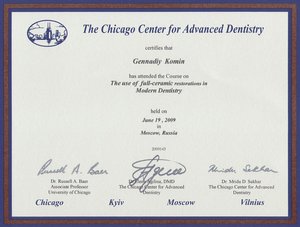 The Chicago Center for Advanced Dentistry
certifies that
Gennadiy Komin
has attended the Course on
The use of full-ceramic restorations in
Modern Dentistry
held on
June 19 , 2009
in
Moscow, Russia
Dr. Russell A. Baer
Associate Professor
University of Chicago
DMD
The Chicago Center for Advanced
Dentistry
Dr. Mridu D. Sekhar
The Chicago Center for Advanced
Dentistry
Chicago Kyiv Moscow Vilnius